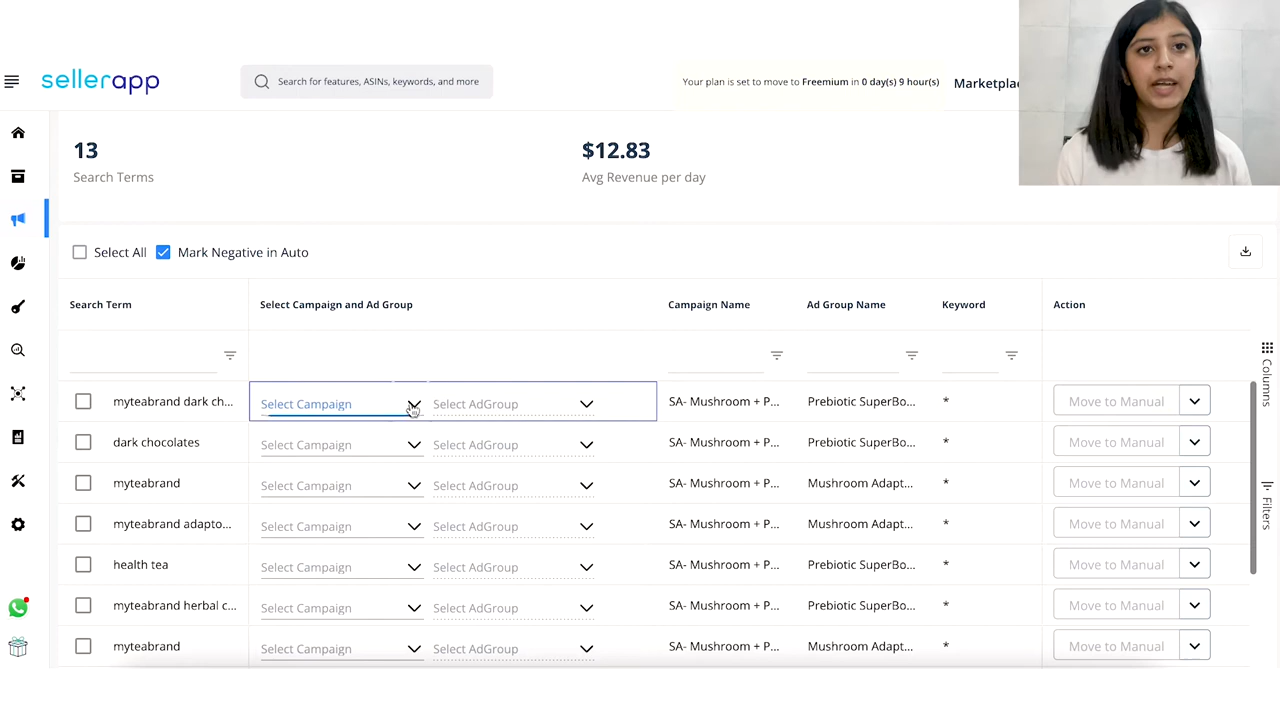 sellerapp
Search for features, ASINs, keywords, and more
Your plan is set to move to Freemium in 0 day(s) 9 hour(s)
13
Search Terms
$12.83
Avg Revenue per day
Select All
Mark Negative in Auto
Search Term
Select Campaign and Ad Group
Campaign Name
Ad Group Name
Keyword
Action
myteabrand dark ch... Select Campaign Select AdGroup SA- Mushroom + P... Prebiotic SuperBo... * Move to Manual
dark chocolates Select Campaign Select AdGroup SA- Mushroom + P... Prebiotic SuperBo... * Move to Manual
myteabrand Select Campaign Select AdGroup SA- Mushroom + P... Mushroom Adapt... * Move to Manual
myteabrand adapto... Select Campaign Select AdGroup SA- Mushroom + P... Mushroom Adapt... * Move to Manual
health tea Select Campaign Select AdGroup SA- Mushroom + P... Prebiotic SuperBo... * Move to Manual
myteabrand herbal c... Select Campaign Select AdGroup SA- Mushroom + P... Prebiotic SuperBo... * Move to Manual
myteabrand Select Campaign Select AdGroup SA- Mushroom + P... Mushroom Adapt... * Move to Manual
Columns
Filters